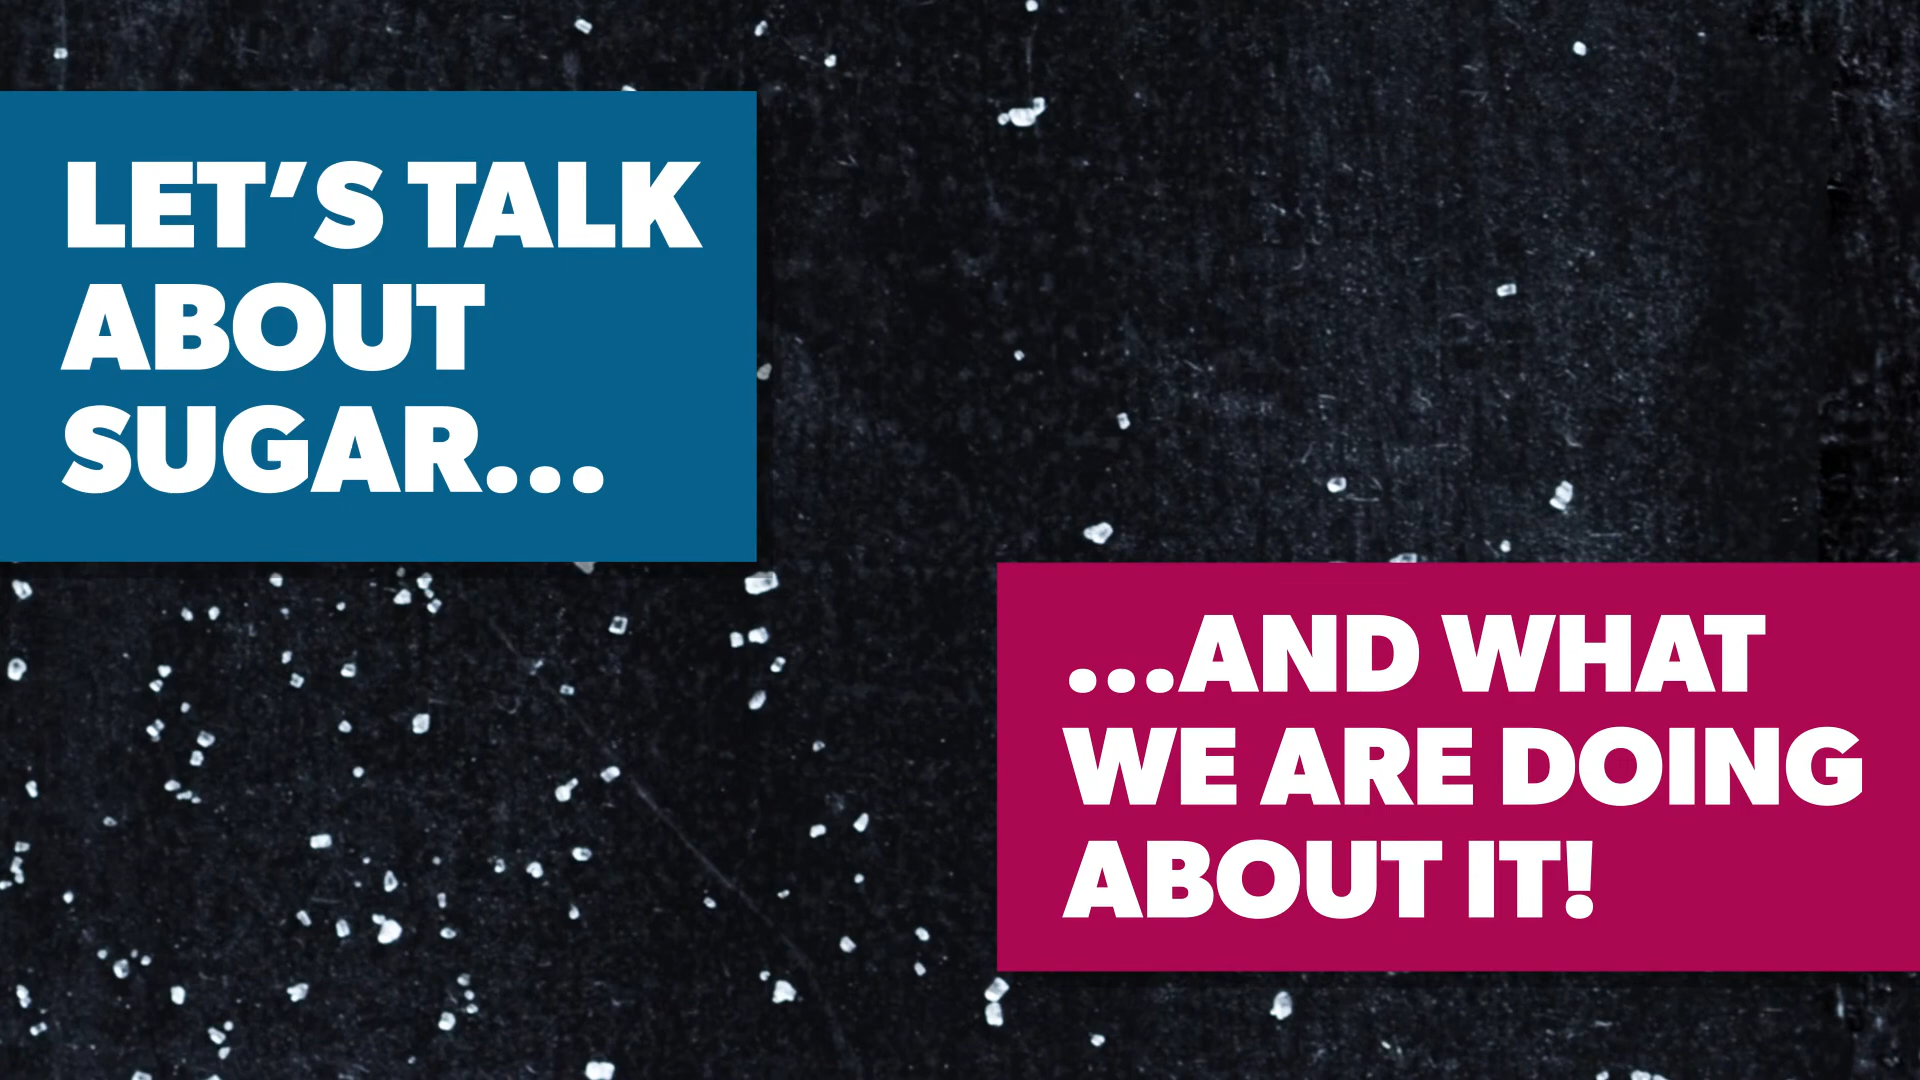 LET’S TALK
ABOUT
SUGAR...
...AND WHAT
WE ARE DOING
ABOUT IT!